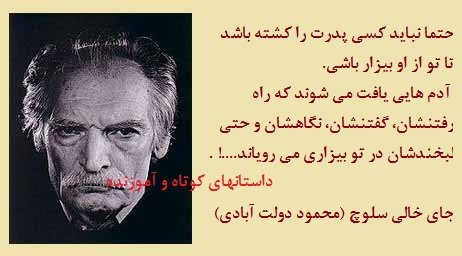 حتما نباید کسی پدرت را کشته باشد
تا تو از او بیزار باشی.
آدم هایی یافت می شوند که راه
رفتنشان، گفتنشان، نگاهشان و حتی
لبخندشان در تو بیزاری می رویاند....! .
داستانهای کوتاه و آموزنده
جای خالی سلوچ (محمود دولت آبادی)